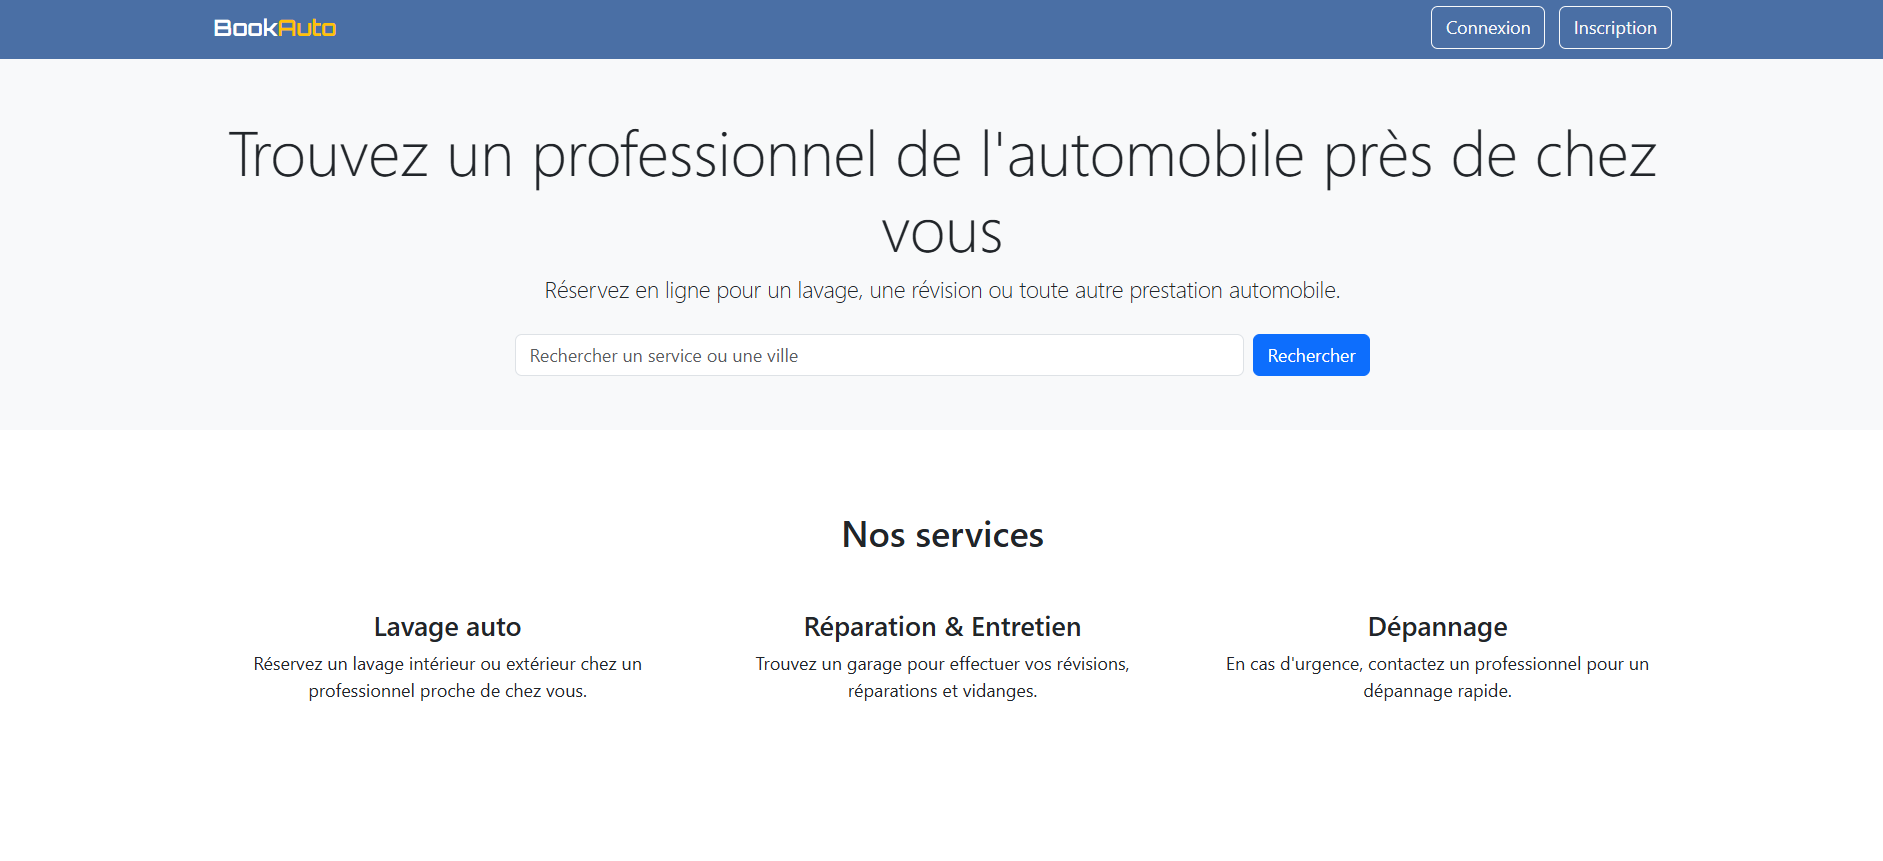 BookAuto
Connexion
Inscription
Trouvez un professionnel de l'automobile près de chez
vous
Réservez en ligne pour un lavage, une révision ou toute autre prestation automobile.
Rechercher un service ou une ville
Rechercher
Nos services
Lavage auto
Réservez un lavage intérieur ou extérieur chez un
professionnel proche de chez vous.
Réparation & Entretien
Trouvez un garage pour effectuer vos révisions,
réparations et vidanges.
Dépannage
En cas d'urgence, contactez un professionnel pour un
dépannage rapide.